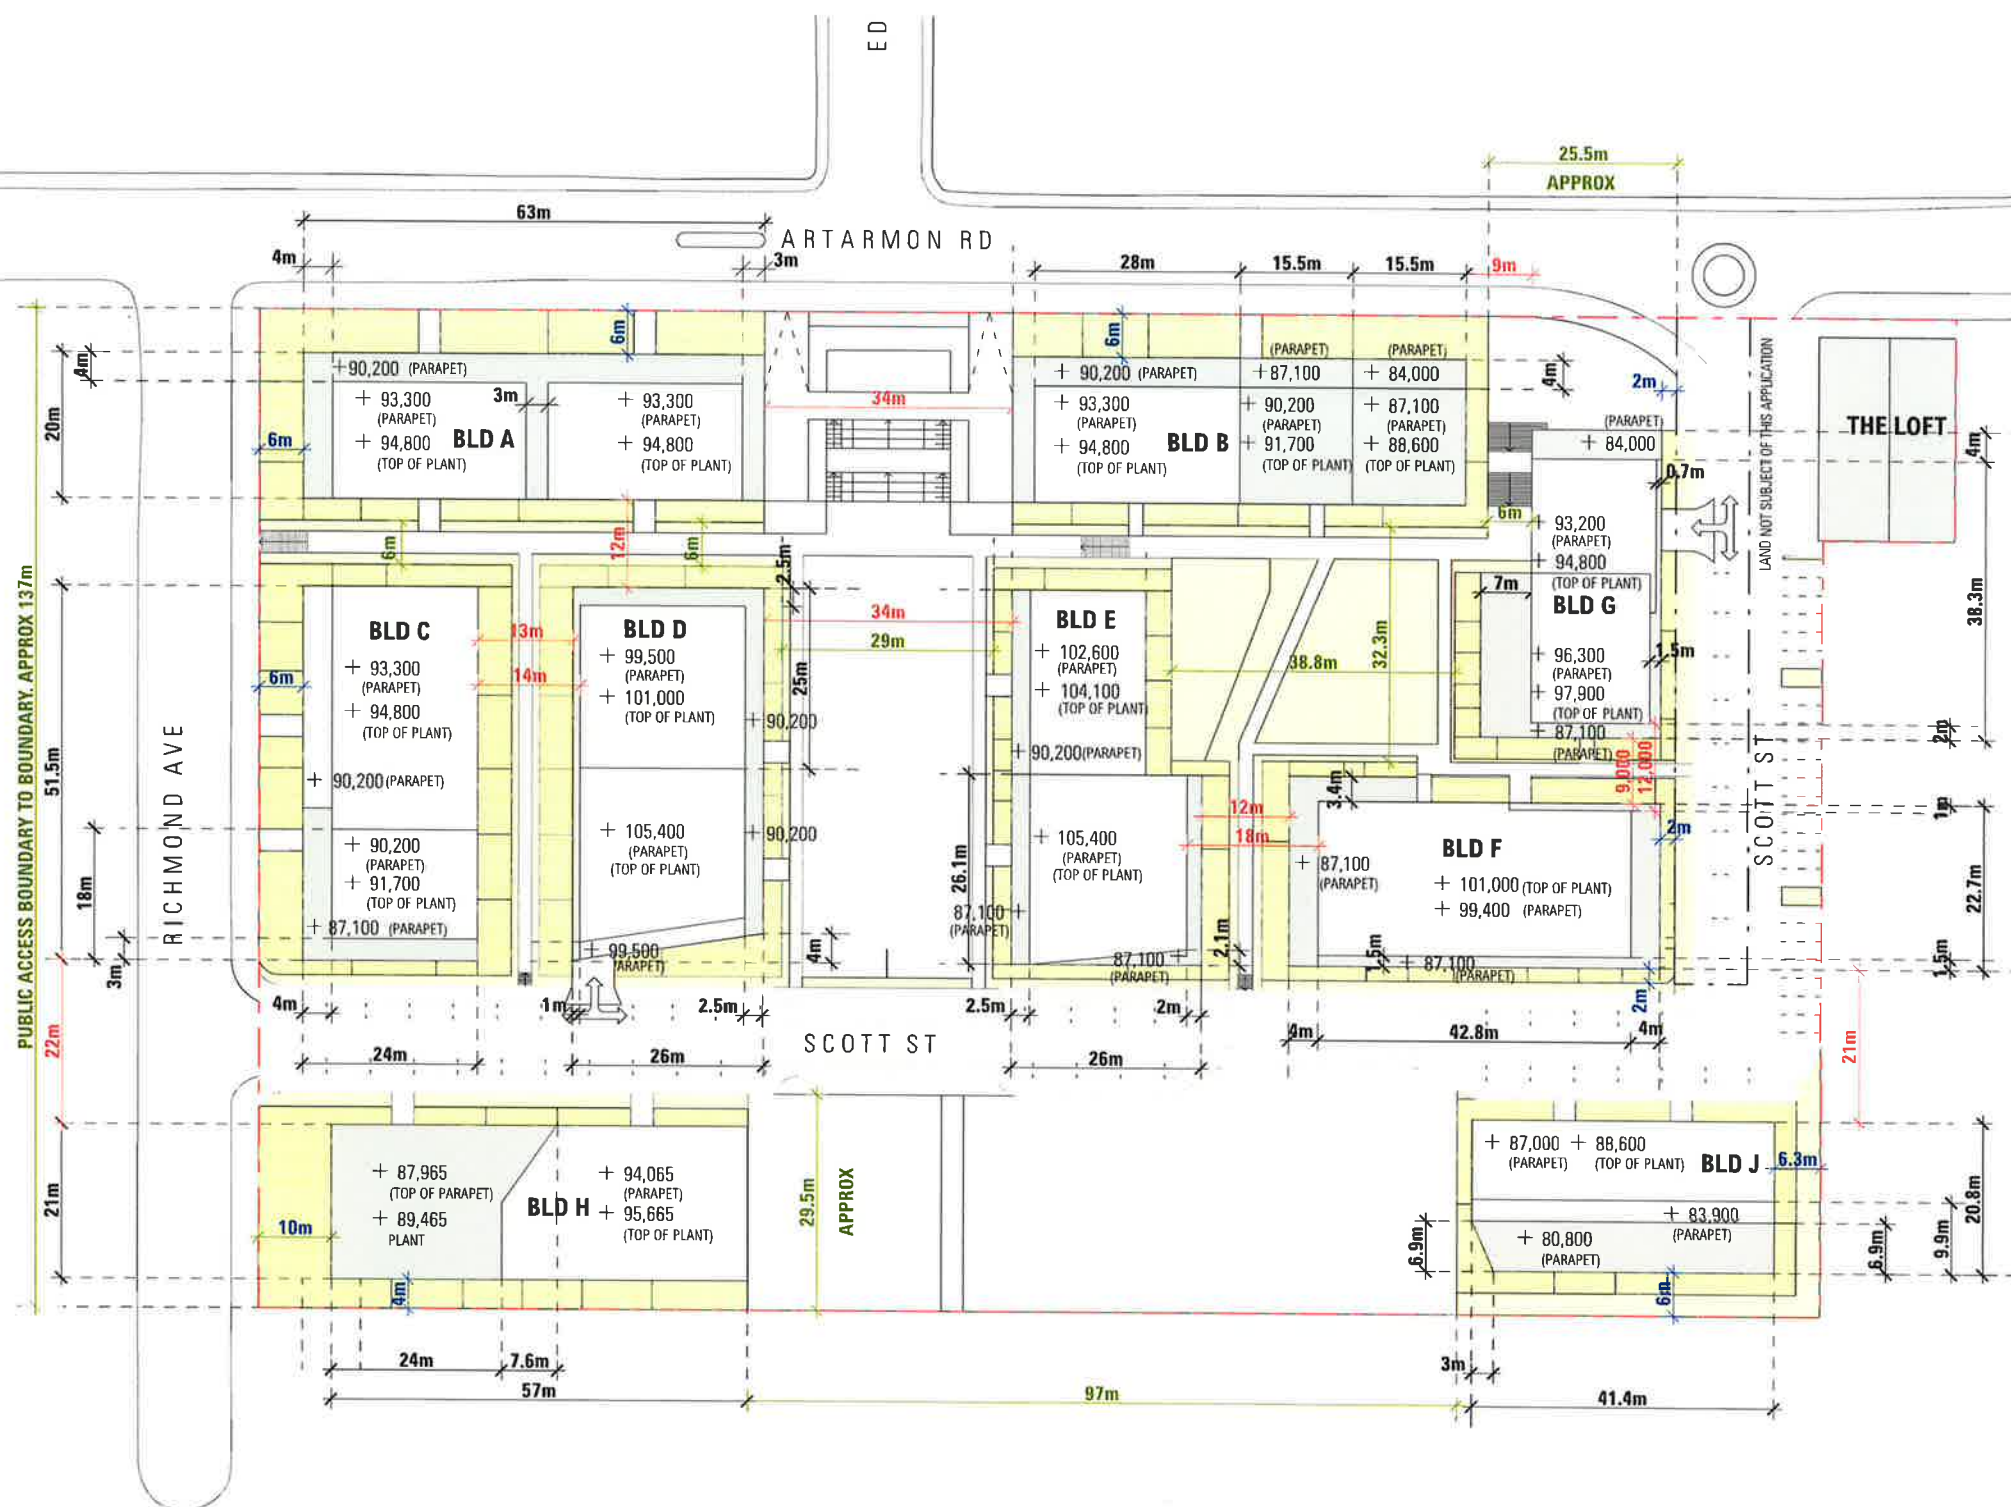 ED
25.5m
APPROX
63m
ARTARMON RD
4m
3m
28m
15.5m
15.5m
9m
6m
6m
4m
20m
+ 90,200 (PARAPET)
+ 93,300
(PARAPET)
+ 94,800
(TOP OF PLANT)
BLD A
3m
+ 93,300
(PARAPET)
+ 94,800
(TOP OF PLANT)
6m
34m
+ 90,200 (PARAPET)
+ 93,300
(PARAPET)
+ 94,800
(TOP OF PLANT)
BLD B
(PARAPET)
+ 87,100
+ 90,200
(PARAPET)
+ 91,700
(TOP OF PLANT)
(PARAPET)
+ 84,000
+ 87,100
(PARAPET)
+ 88,600
(TOP OF PLANT)
4m
2m
LAND NOT SUBJECT OF THIS APPLICATION
THE LOFT
4m
(PARAPET)
+ 84,000
0.7m
6m
+ 93,200
(PARAPET)
+ 94,800
(TOP OF PLANT)
7m
BLD G
+ 96,300
(PARAPET)
+ 97,900
(TOP OF PLANT)
+ 87,100
(PARAPET)
1.5m
38.3m
2m
6m
12m
6m
2.5m
PUBLIC ACCESS BOUNDARY TO BOUNDARY. APPROX 137m
51.5m
6m
RICHMOND AVE
BLD C
+ 93,300
(PARAPET)
+ 94,800
(TOP OF PLANT)
+ 90,200 (PARAPET)
+ 90,200
(PARAPET)
+ 91,700
(TOP OF PLANT)
+ 87,100 (PARAPET)
18m
3m
13m
14m
BLD D
+ 99,500
(PARAPET)
+ 101,000
(TOP OF PLANT)
+ 90,200
+ 105,400
(PARAPET)
(TOP OF PLANT)
+ 90,200
+ 99,500
(PARAPET)
25m
34m
29m
4m
26.1m
BLD E
+ 102,600
(PARAPET)
+ 104,100
(TOP OF PLANT)
+ 90,200 (PARAPET)
+ 105,400
(PARAPET)
(TOP OF PLANT)
87,100 +
(PARAPET)
87,100 +
(PARAPET)
38.8m
32.3m
12m
18m
2.1m
3.4m
9,000
12,000
BLD F
+ 87,100
(PARAPET)
+ 101,000 (TOP OF PLANT)
+ 99,400 (PARAPET)
1.5m
+ 87,100
(PARAPET)
2m
2m
SCOTT ST
1m
22.7m
1.5m
4m
24m
1m
2.5m
26m
SCOTT ST
2.5m
2m
26m
4m
42.8m
4m
22m
21m
21m
10m
+ 87,965
(TOP OF PARAPET)
+ 89,465
PLANT
BLD H
+ 94,065
(PARAPET)
+ 95,665
(TOP OF PLANT)
4m
29.5m
APPROX
+ 87,000 + 88,600
(PARAPET) (TOP OF PLANT)
BLD J
+ 83,900
(PARAPET)
+ 80,800
(PARAPET)
6.3m
6.9m
6m
6.9m
9.9m
20.8m
24m
7.6m
57m
97m
3m
41.4m